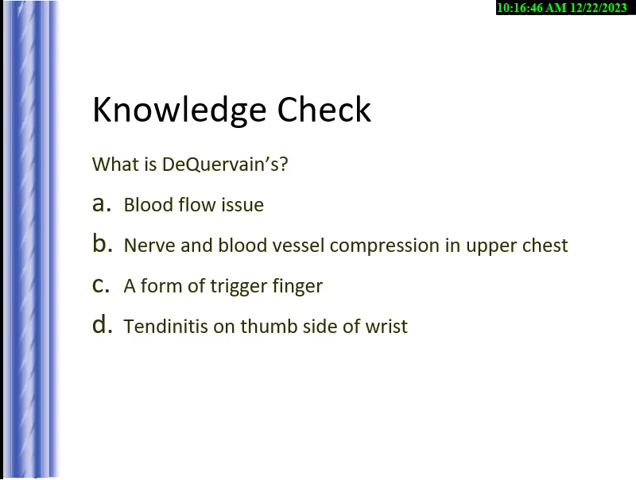 10:16:46 AM 12/22/2023
Knowledge Check
What is DeQuervain’s?
a. Blood flow issue
b. Nerve and blood vessel compression in upper chest
c. A form of trigger finger
d. Tendinitis on thumb side of wrist